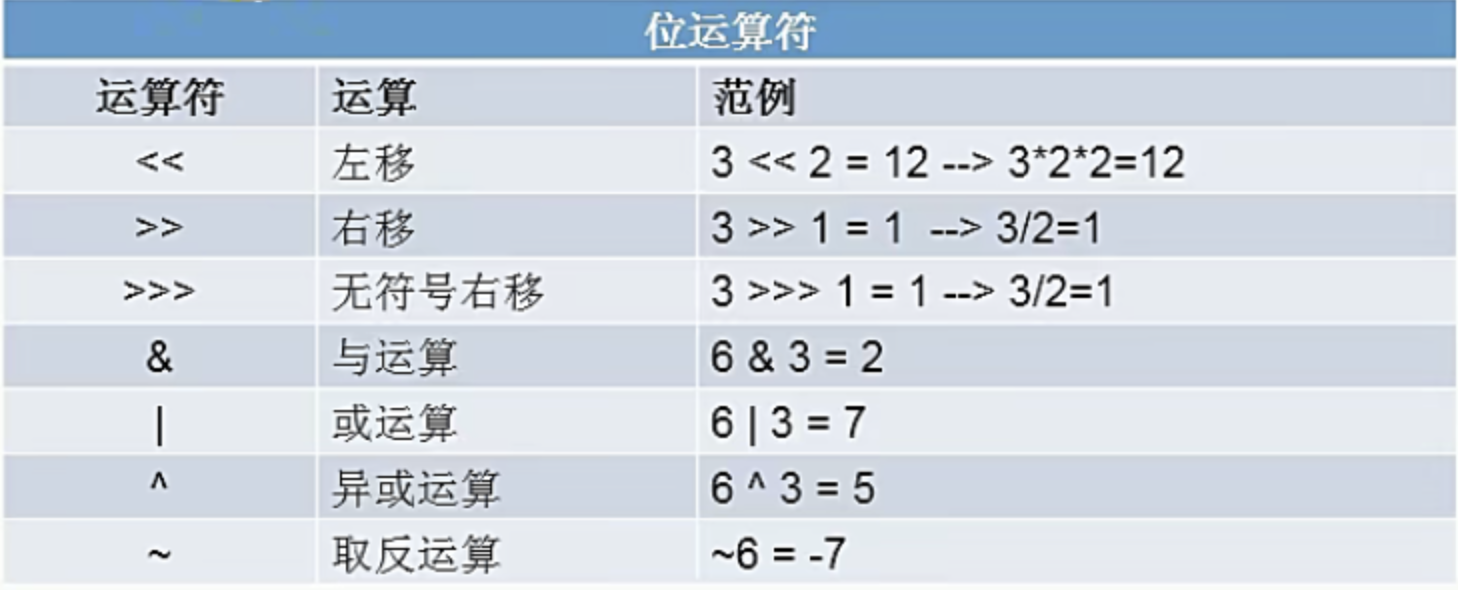 位运算符
运算符 运算 范例
<< 左移 3 << 2 = 12 --> 3*2*2=12
>> 右移 3 >> 1 = 1 --> 3/2=1
>>> 无符号右移 3 >>> 1 = 1 --> 3/2=1
& 与运算 6 & 3 = 2
| 或运算 6 | 3 = 7
^ 异或运算 6 ^ 3 = 5
~ 取反运算 ~6 = -7